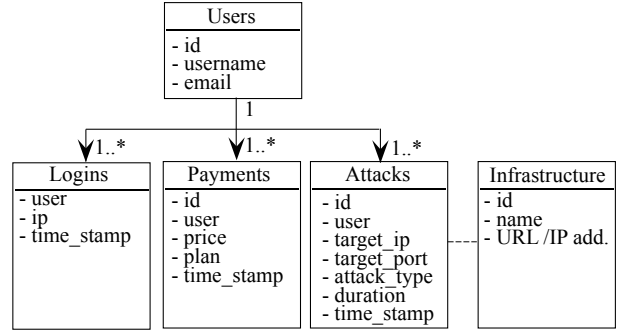 Users
- id
- username
- email
1
1..*
1..*
1..*
Logins
- user
- ip
- time_stamp
Payments
- id
- user
- price
- plan
- time_stamp
Attacks
- id
- user
- target_ip
- target_port
- attack_type
- duration
- time_stamp
Infrastructure
- id
- name
- URL /IP add.